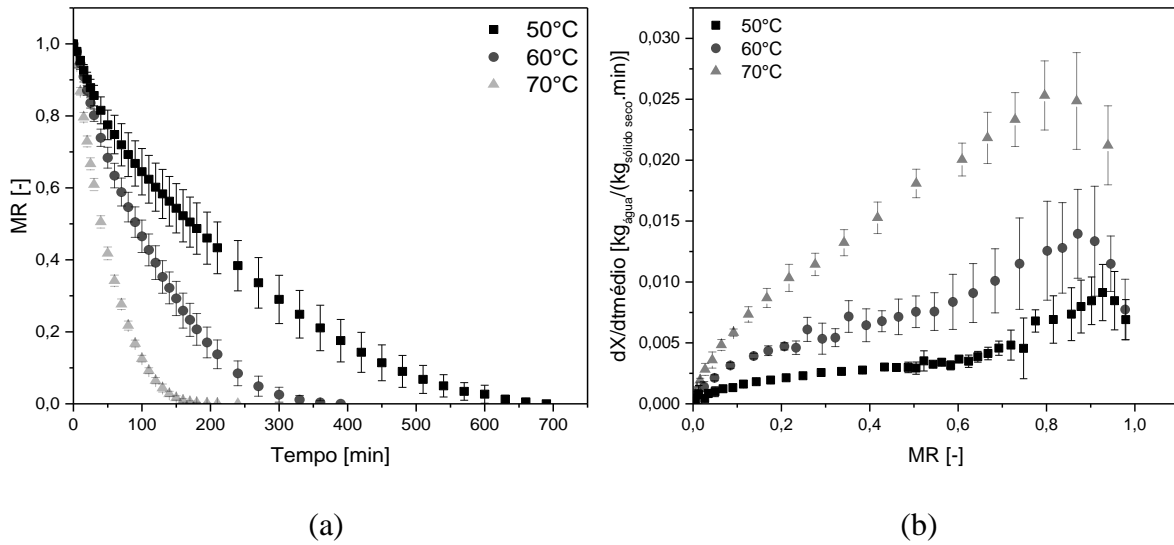 50°C
60°C
70°C
1,0
0,8
0,6
0,4
0,2
0,0
MR [-]
0 100 200 300 400 500 600 700
Tempo [min]
(a)
50°C
60°C
70°C
0,030
0,025
0,020
0,015
0,010
0,005
0,000
dX/dtmédio [kgágua/(kgsólido seco.min)]
0,0 0,2 0,4 0,6 0,8 1,0
MR [-]
(b)